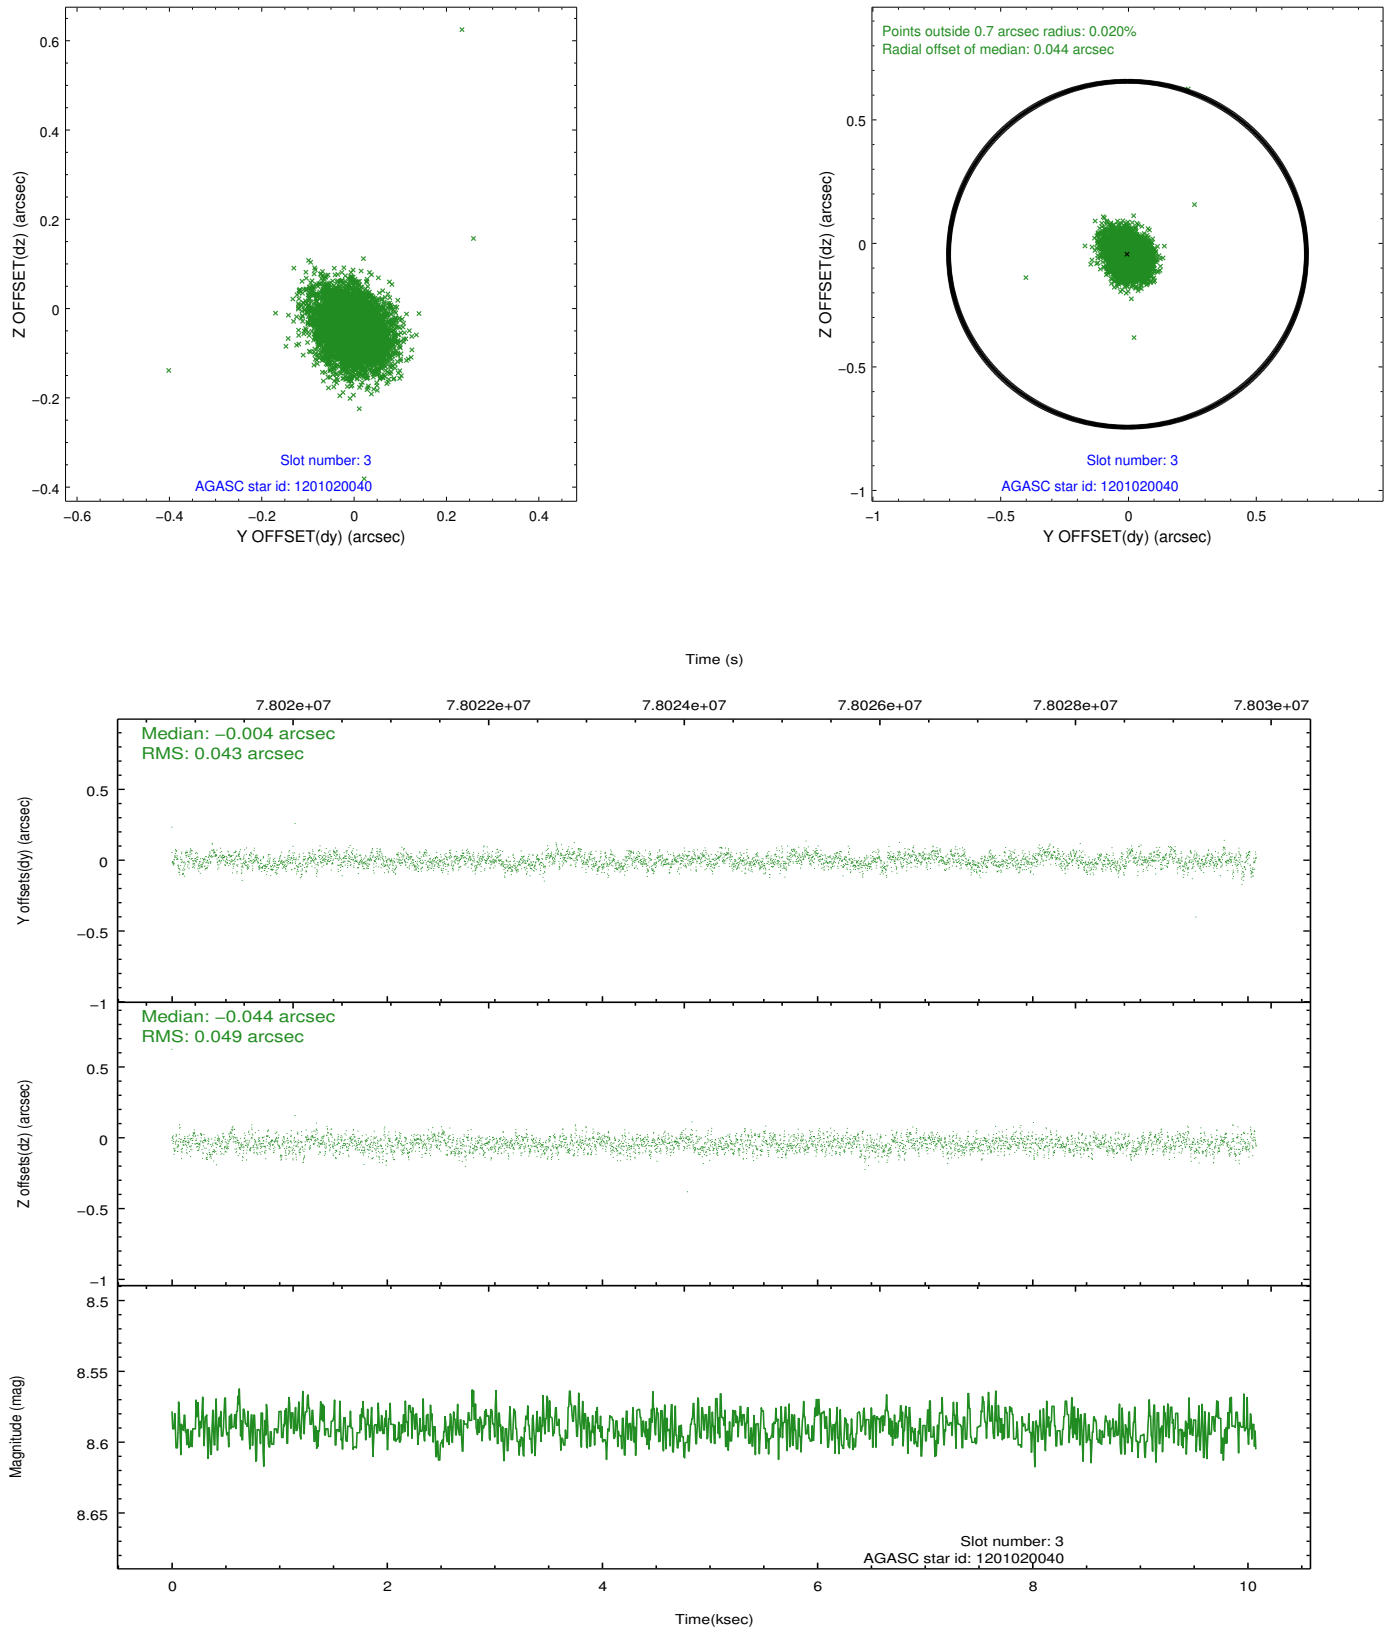 0.6
0.4
0.2
0
−0.2
−0.4
−0.6
−0.4
−0.2
0
0.2
0.4
Z OFFSET(dz) (arcsec)
Y OFFSET(dy) (arcsec)
Slot number: 3
AGASC star id: 1201020040
Points outside 0.7 arcsec radius: 0.020%
Radial offset of median: 0.044 arcsec
0.5
0
−0.5
−1
−1
−0.5
0
0.5
Z OFFSET(dz) (arcsec)
Y OFFSET(dy) (arcsec)
Slot number: 3
AGASC star id: 1201020040
Time (s)
7.802e+07
7.8022e+07
7.8024e+07
7.8026e+07
7.8028e+07
7.803e+07
Median: −0.004 arcsec
RMS: 0.043 arcsec
0.5
0
−0.5
−1
Y offsets(dy) (arcsec)
Median: −0.044 arcsec
RMS: 0.049 arcsec
0.5
0
−0.5
−1
Z offsets(dz) (arcsec)
8.5
8.55
8.6
8.65
Magnitude (mag)
Slot number: 3
AGASC star id: 1201020040
0
2
4
6
8
10
Time(ksec)